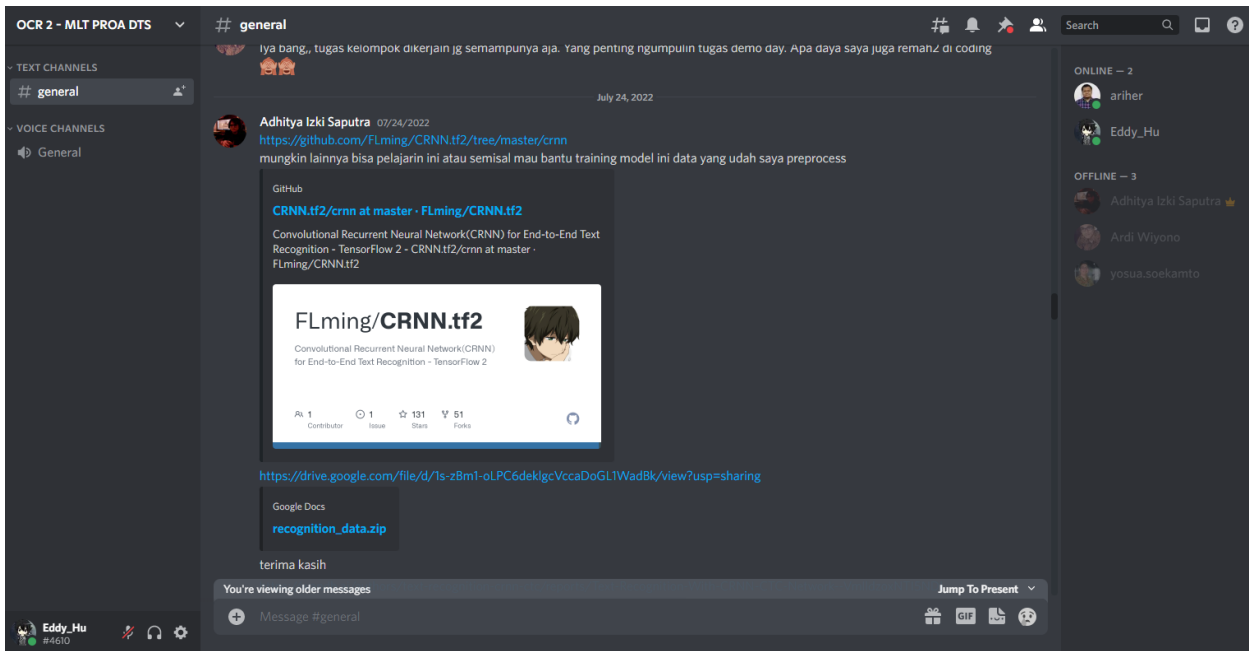 OCR 2 - MLT PROA DTS
TEXT CHANNELS
general
VOICE CHANNELS
General
Eddy_Hu
#4610
# general
Search
Iya bang,, tugas kelompok dikerjain jg semampunya aja. Yang penting ngumpulin tugas demo day. Apa daya saya juga remah2 di coding
July 24, 2022
Adhitya Izki Saputra 07/24/2022
https://github.com/FLming/CRNN.tf2/tree/master/crnn
mungkin lainnya bisa pelajarin ini atau semisal mau bantu training model ini data yang udah saya preprocess
GitHub
CRNN.tf2/crnn at master · FLming/CRNN.tf2
Convolutional Recurrent Neural Network(CRNN) for End-to-End Text
Recognition - TensorFlow 2 - CRNN.tf2/crnn at master ·
FLming/CRNN.tf2
FLming/CRNN.tf2
Convolutional Recurrent Neural Network(CRNN)
for End-to-End Text Recognition - TensorFlow 2
1 1 131 51
Contributor Issue Stars Forks
https://drive.google.com/file/d/1s-zBm1-oLPC6deklgcVccaDoGL1WadBk/view?usp=sharing
Google Docs
recognition_data.zip
terima kasih
You're viewing older messages
Jump To Present
Message #general
GIF
ONLINE — 2
ariher
Eddy_Hu
OFFLINE — 3
Adhitya Izki Saputra
Ardi Wiyono
yosua.soekamto